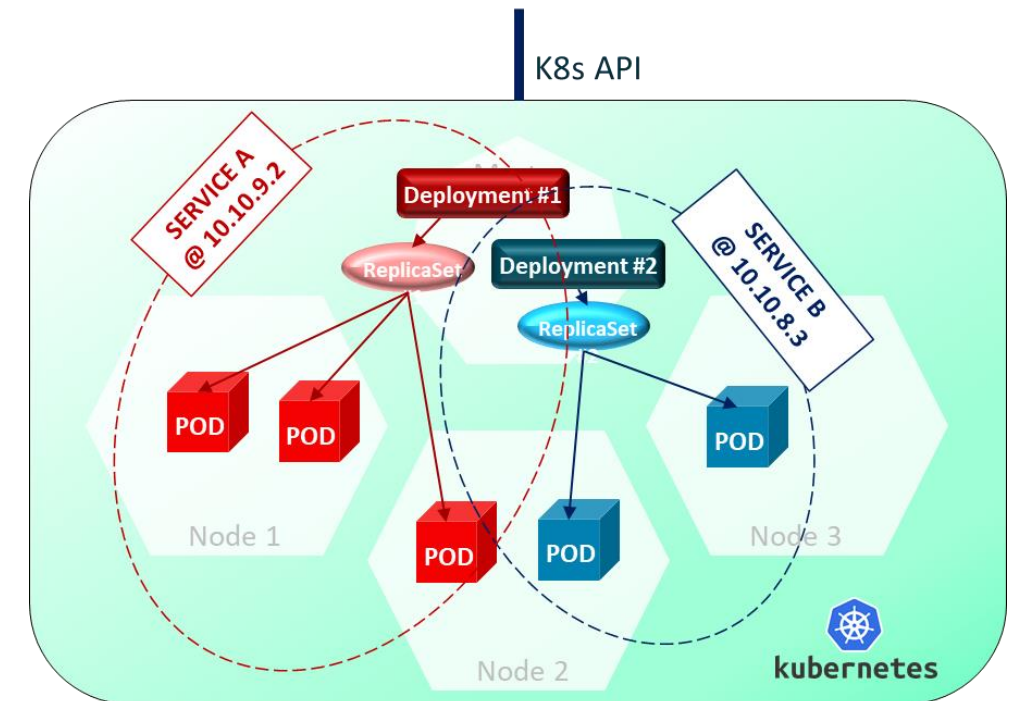 K8s API
SERVICE A
@ 10.10.9.2
Deployment #1
SERVICE B
@ 10.10.8.3
ReplicaSet
Deployment #2
ReplicaSet
POD
POD
POD
POD
POD
Node 1
Node 3
Node 2
kubernetes